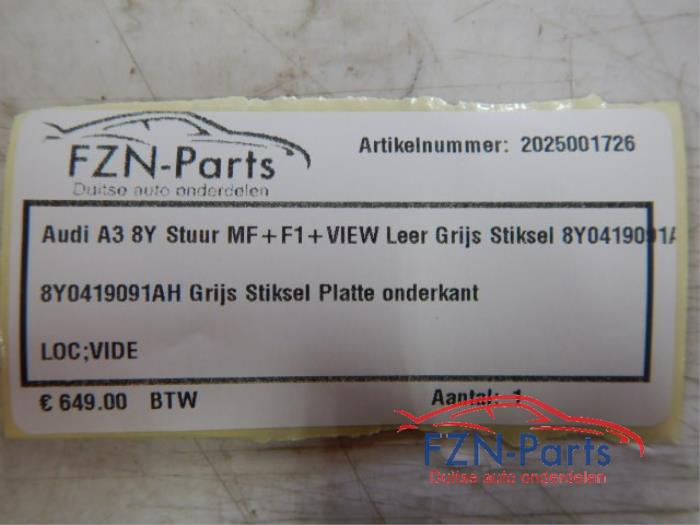 FZN-Parts
Duitse auto onderdelen
Artikelnummer: 2025001726
Audi A3 8Y Stuur MF+F1+VIEW Leer Grijs Stiksel 8Y0419091A
8Y0419091AH Grijs Stiksel Platte onderkant
LOC;VIDE
€ 649.00 BTW
Aantal: 1
FZN-Parts
Duitse auto onderdelen